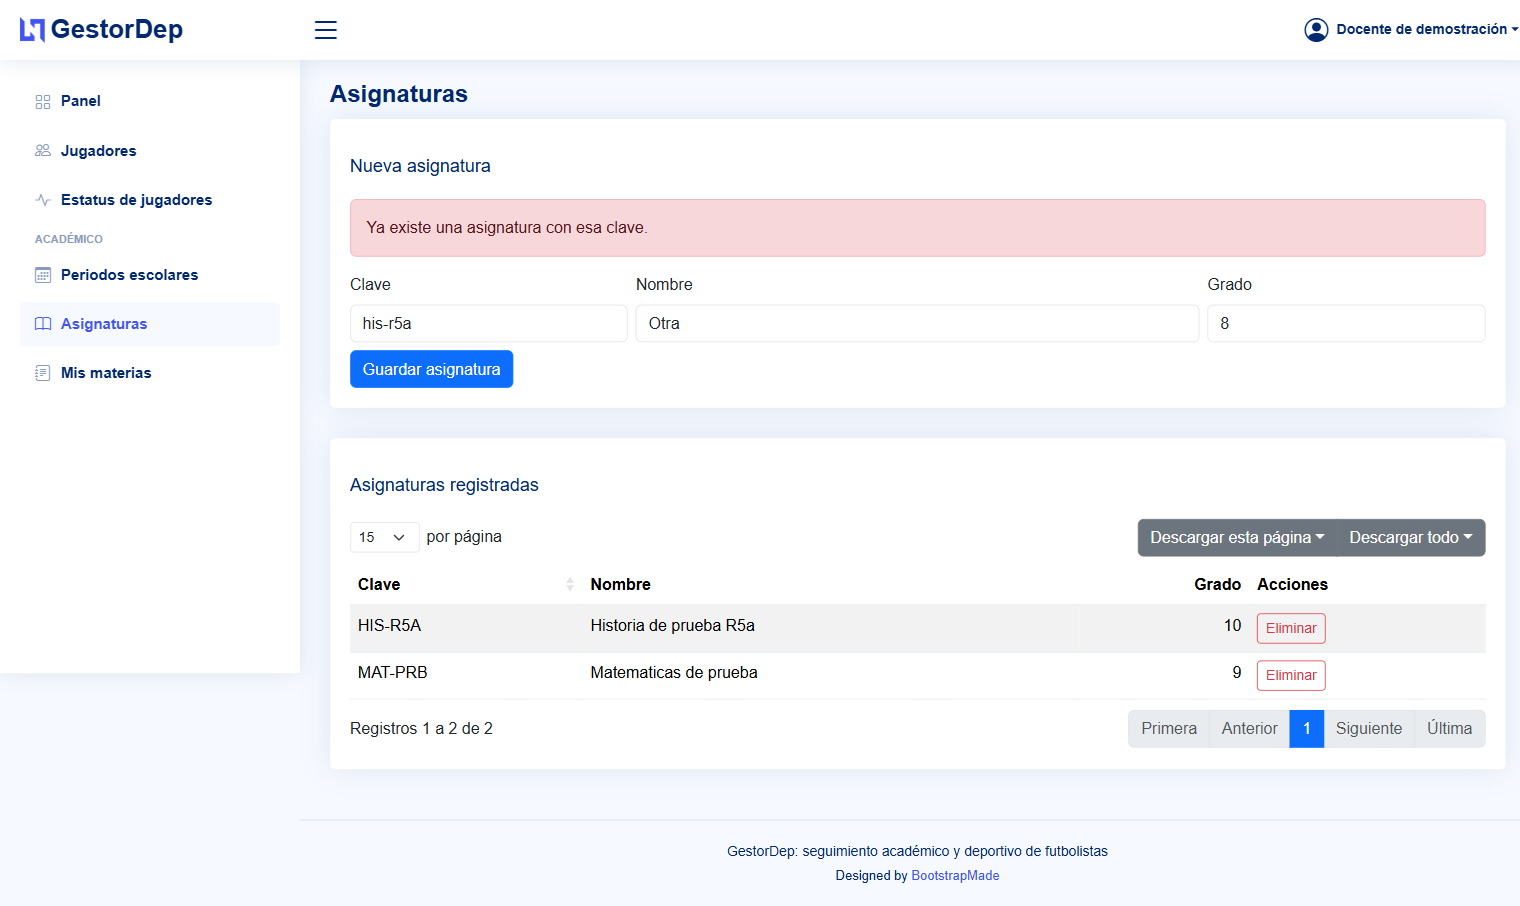 GestorDep
Docente de demostración
Panel
Jugadores
Estatus de jugadores
ACADÉMICO
Periodos escolares
Asignaturas
Mis materias
Asignaturas
Nueva asignatura
Ya existe una asignatura con esa clave.
Clave Nombre Grado
his-r5a Otra 8
Guardar asignatura
Asignaturas registradas
15 por página Descargar esta página Descargar todo
Clave Nombre Grado Acciones
HIS-R5A Historia de prueba R5a 10 Eliminar
MAT-PRB Matematicas de prueba 9 Eliminar
Registros 1 a 2 de 2 Primera Anterior 1 Siguiente Última
GestorDep: seguimiento académico y deportivo de futbolistas
Designed by BootstrapMade